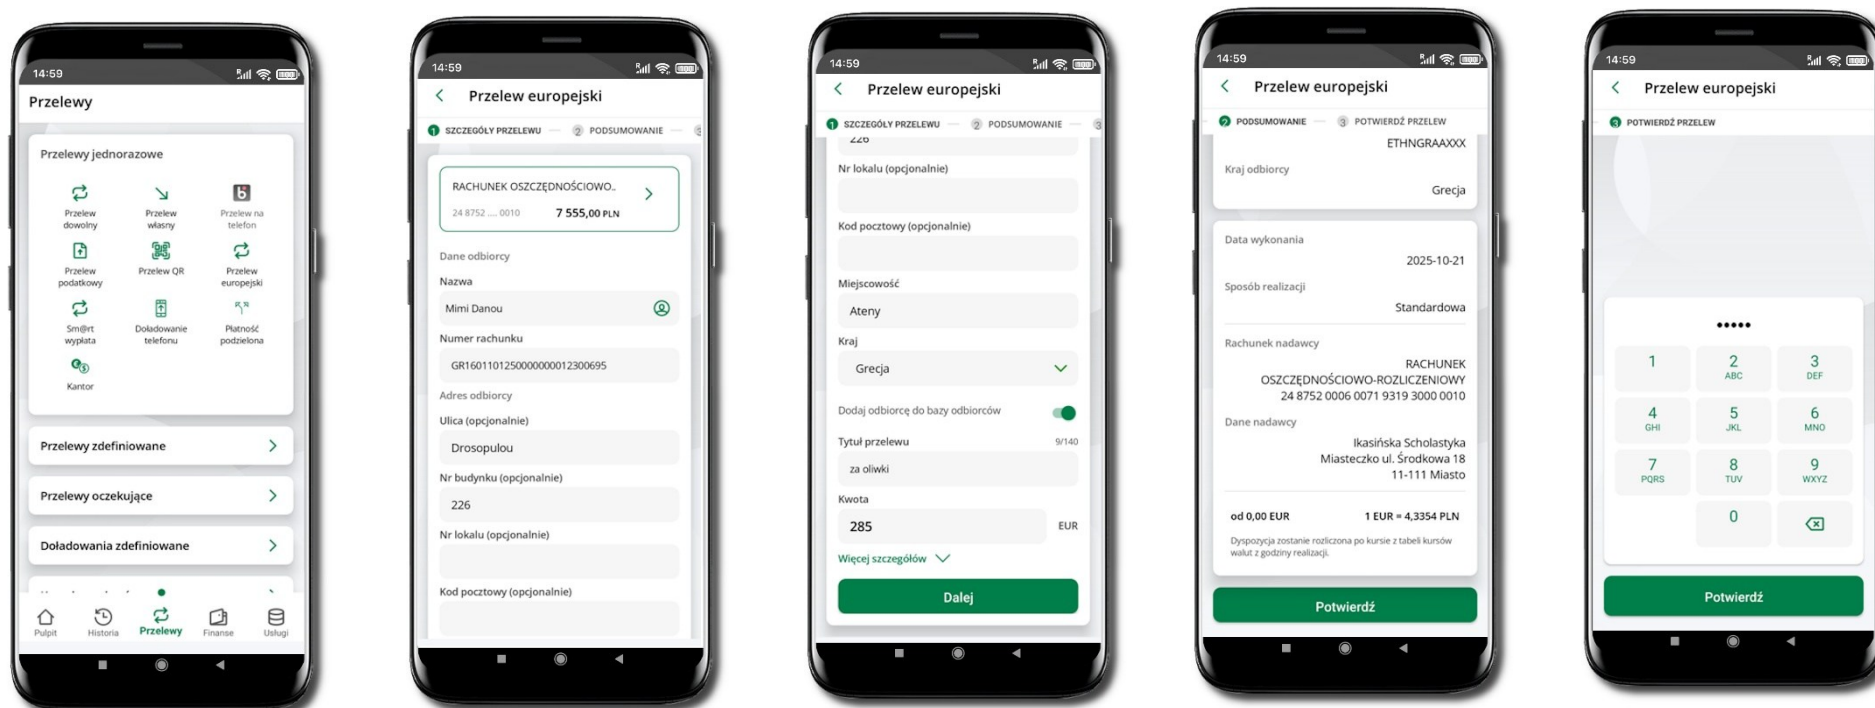 14:59
Przelewy
Przelewy jednorazowe
Przelew
dowolny
Przelew
własny
Przelew na
telefon
Przelew
podatkowy
Przelew QR
Przelew
europejski
Sm@rt
wypłata
Doładowanie
telefonu
Płatność
podzielona
Kantor
Przelewy zdefiniowane
Przelewy oczekujące
Doładowania zdefiniowane
Pulpit
Historia
Przelewy
Finanse
Usługi
14:59
Przelew europejski
1 SZCZEGÓŁY PRZELEWU 2 PODSUMOWANIE 3
RACHUNEK OSZCZĘDNOŚCIOWO..
24 8752 .... 0010 7 555,00 PLN
Dane odbiorcy
Nazwa
Mimi Danou
Numer rachunku
GR1601101250000000012300695
Adres odbiorcy
Ulica (opcjonalnie)
Drosopulou
Nr budynku (opcjonalnie)
226
Nr lokalu (opcjonalnie)
Kod pocztowy (opcjonalnie)
14:59
Przelew europejski
1 SZCZEGÓŁY PRZELEWU 2 PODSUMOWANIE 3
226
Nr lokalu (opcjonalnie)
Kod pocztowy (opcjonalnie)
Miejscowość
Ateny
Kraj
Grecja
Dodaj odbiorcę do bazy odbiorców
Tytuł przelewu 9/140
za oliwki
Kwota
285 EUR
Więcej szczegółów
Dalej
14:59
Przelew europejski
2 PODSUMOWANIE 3 POTWIERDŹ PRZELEW
ETHNGRAAXXX
Kraj odbiorcy
Grecja
Data wykonania
2025-10-21
Sposób realizacji
Standardowa
Rachunek nadawcy
RACHUNEK
OSZCZĘDNOŚCIOWO-ROZLICZENIOWY
24 8752 0006 0071 9319 3000 0010
Dane nadawcy
Ikasińska Scholastyka
Miasteczko ul. Środkowa 18
11-111 Miasto
od 0,00 EUR 1 EUR = 4,3354 PLN
Dyspozycja zostanie rozliczona po kursie z tabeli kursów
walut z godziny realizacji.
Potwierdź
14:59
Przelew europejski
3 POTWIERDŹ PRZELEW
•••••
1 2 3
ABC DEF
4 5 6
GHI JKL MNO
7 8 9
PQRS TUV WXYZ
0
Potwierdź